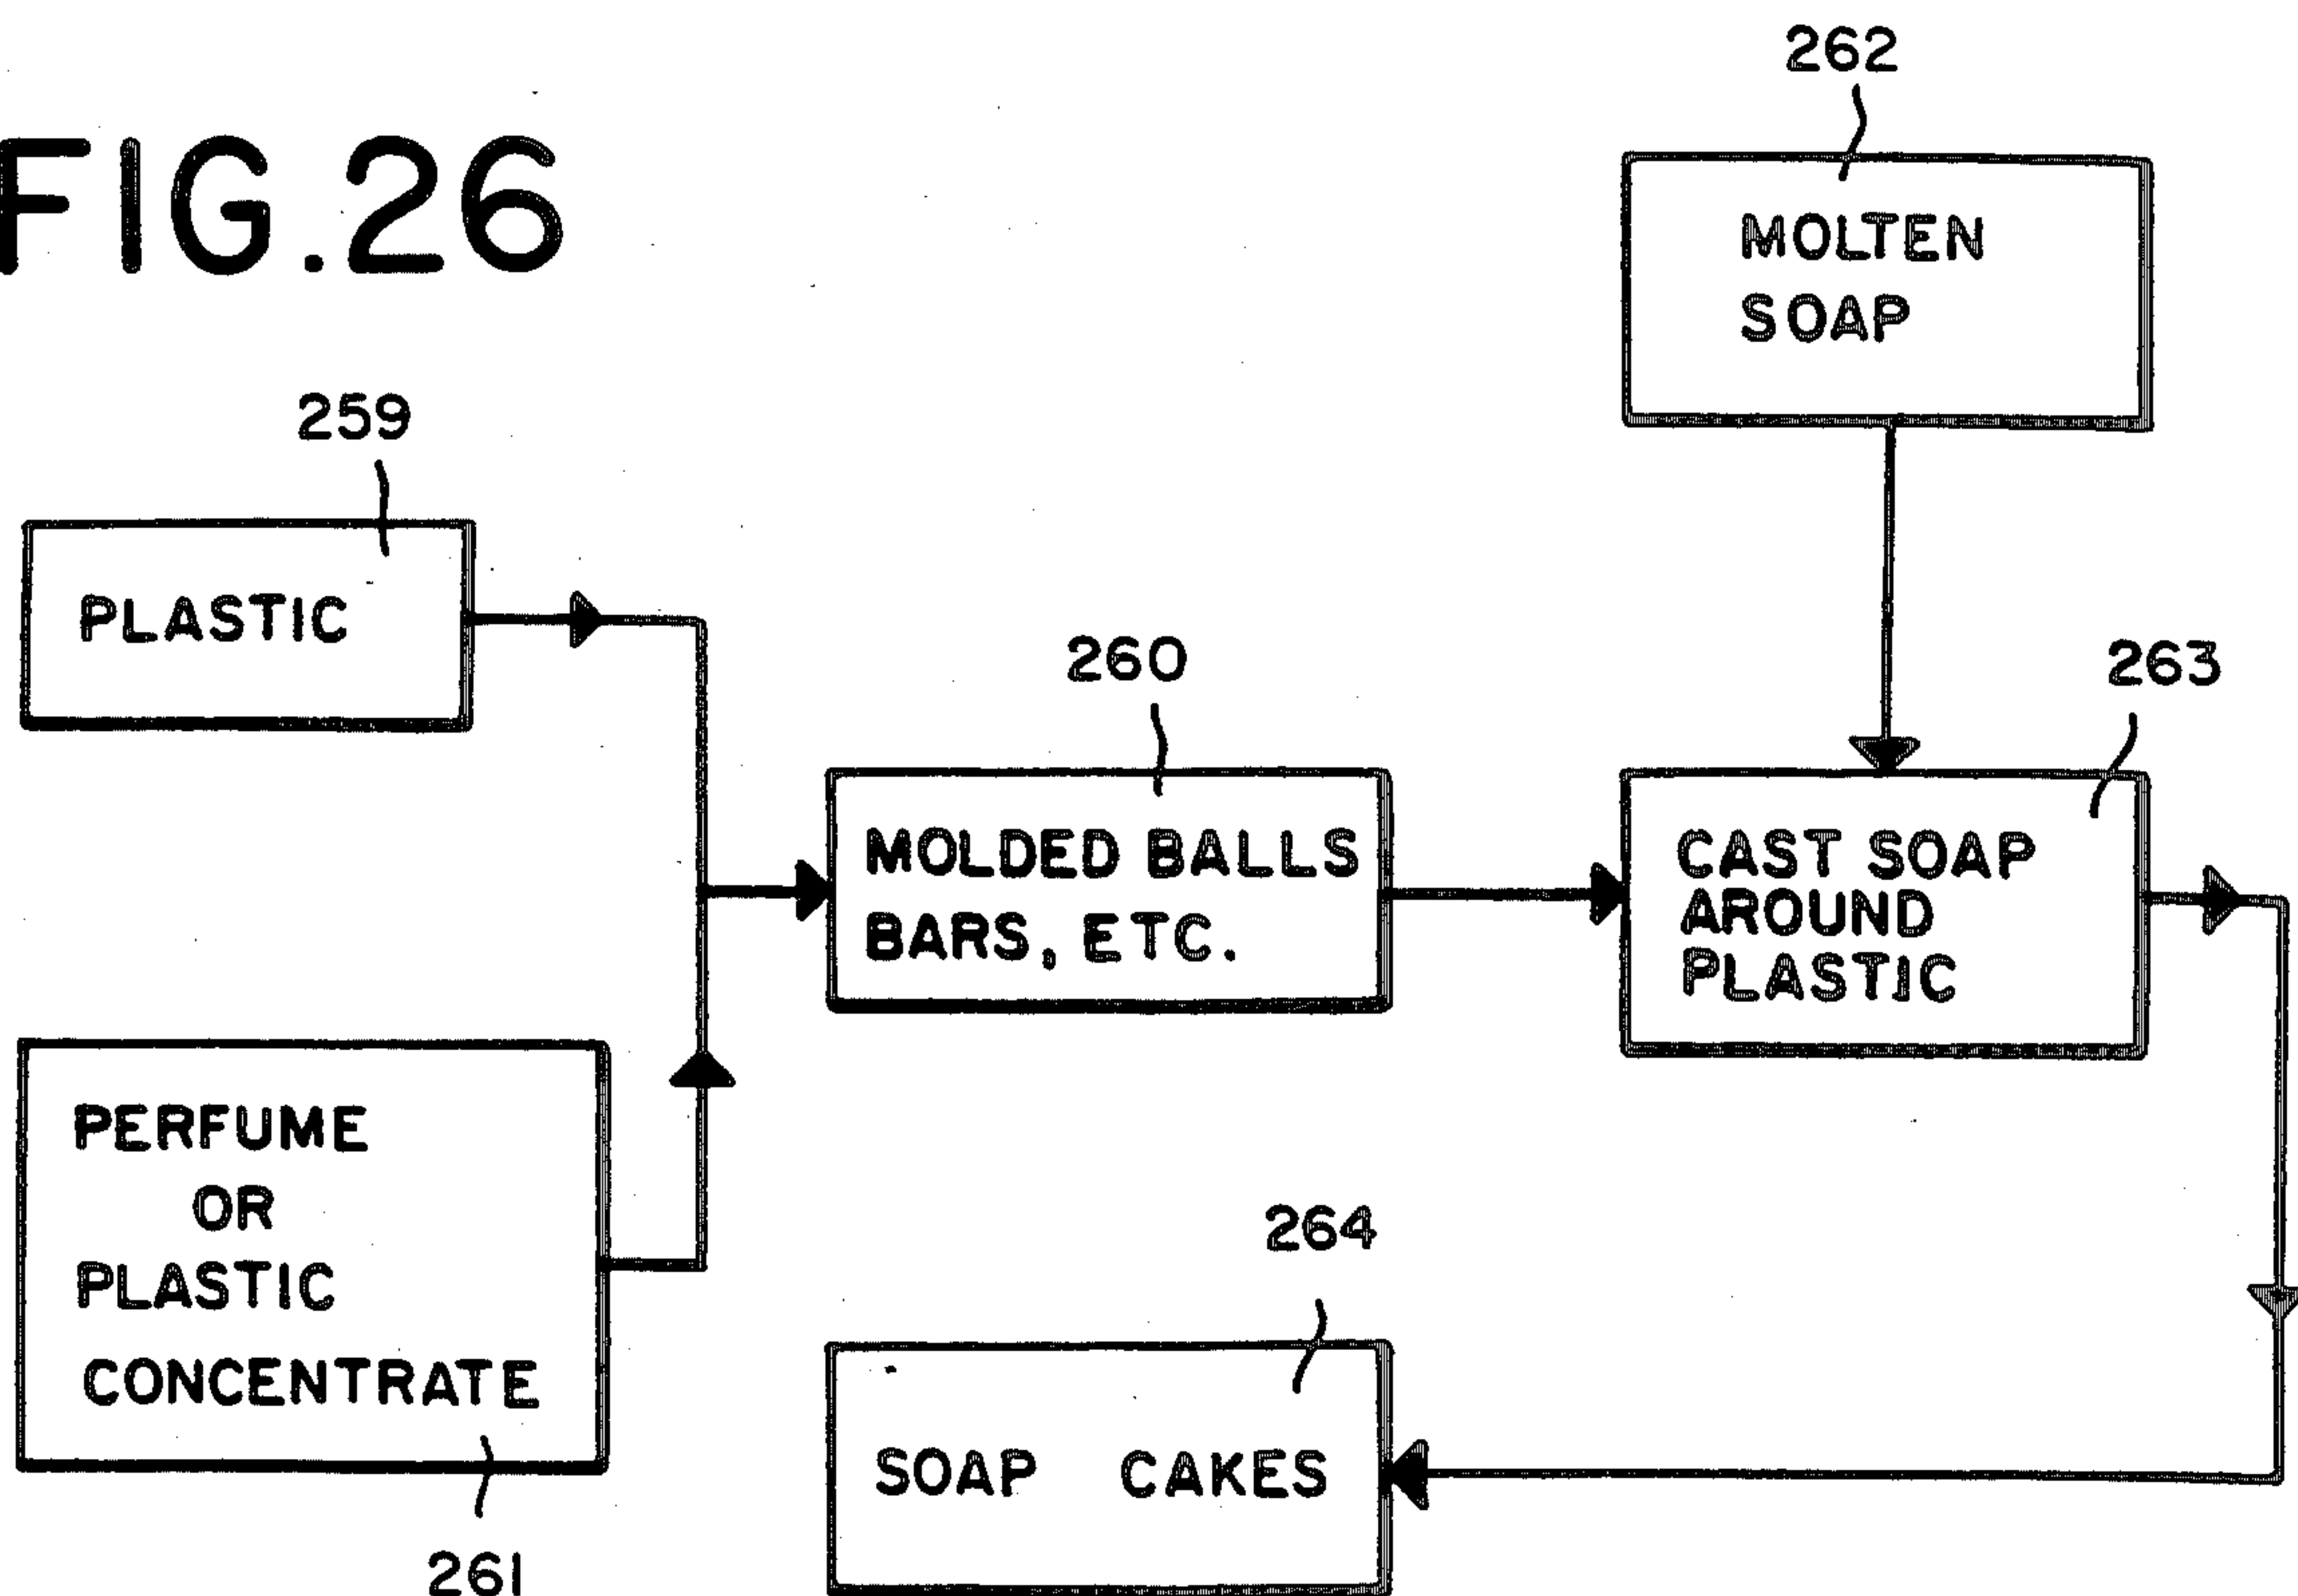 FIG.26
262
MOLTEN
SOAP
259
PLASTIC
260
MOLDED BALLS
BARS, ETC.
263
CAST SOAP
AROUND
PLASTIC
PERFUME
OR
PLASTIC
CONCENTRATE
261
264
SOAP CAKES